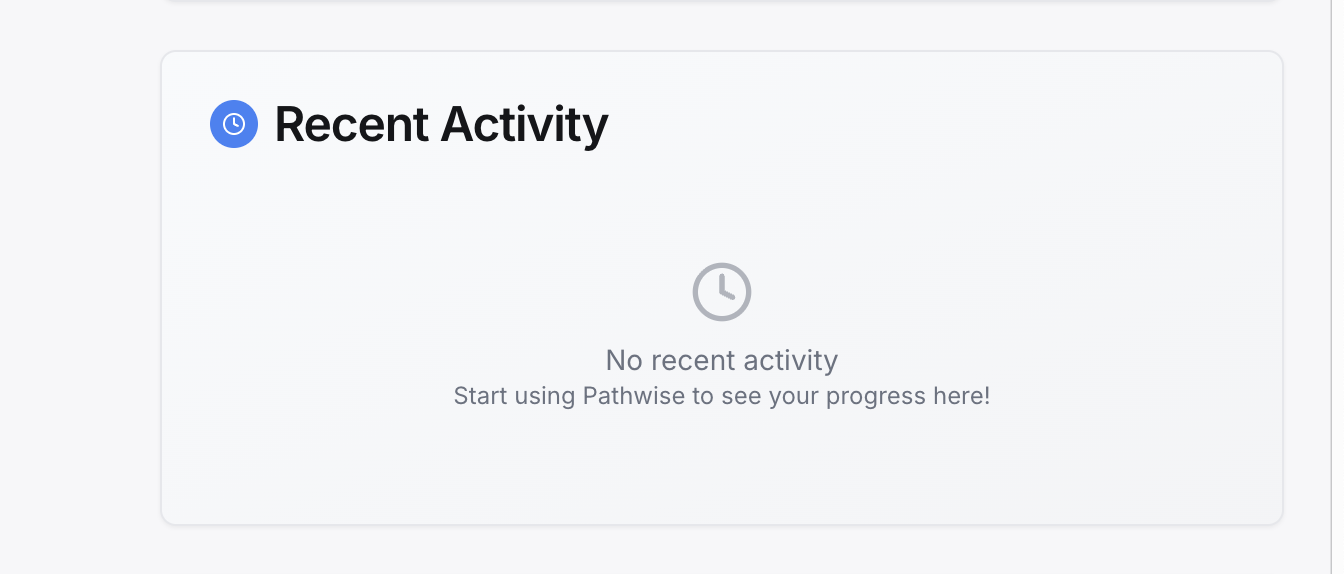 Recent Activity
No recent activity
Start using Pathwise to see your progress here!